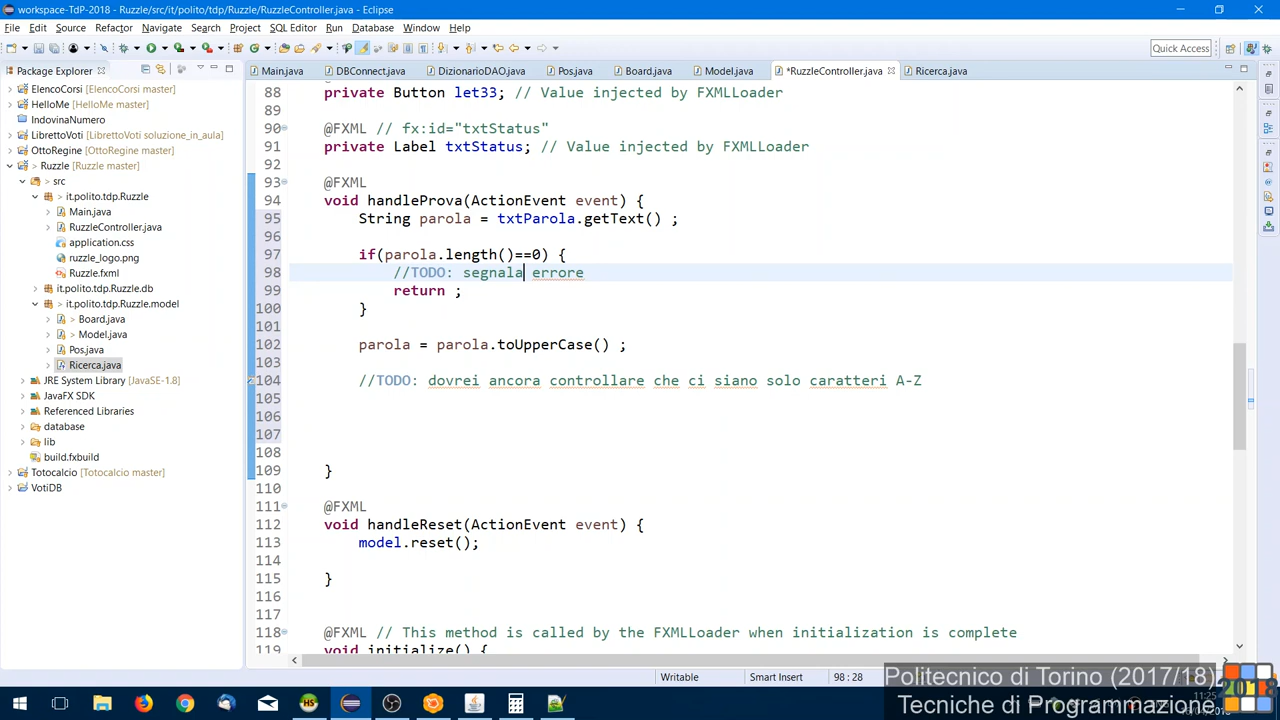 workspace-TdP-2018 - Ruzzle/src/it/polito/tdp/Ruzzle/RuzzleController.java - Eclipse
File Edit Source Refactor Navigate Search Project SQL Editor Run Database Window Help
Quick Access
Package Explorer
Main.java DBConnect.java DizionarioDAO.java Pos.java Board.java Model.java *RuzzleController.java Ricerca.java
ElencoCorsi [ElencoCorsi master]
HelloMe [HelloMe master]
IndovinaNumero
LibrettoVoti [LibrettoVoti soluzione_in_aula]
OttoRegine [OttoRegine master]
> Ruzzle [Ruzzle master]
> src
> it.polito.tdp.Ruzzle
Main.java
RuzzleController.java
application.css
ruzzle_logo.png
Ruzzle.fxml
it.polito.tdp.Ruzzle.db
> it.polito.tdp.Ruzzle.model
> Board.java
> Model.java
Pos.java
Ricerca.java
JRE System Library [JavaSE-1.8]
JavaFX SDK
Referenced Libraries
database
lib
build.fxbuild
Totocalcio [Totocalcio master]
VotiDB
88 private Button let33; // Value injected by FXMLLoader
89
90 @FXML // fx:id="txtStatus"
91 private Label txtStatus; // Value injected by FXMLLoader
92
93 @FXML
94 void handleProva(ActionEvent event) {
95 String parola = txtParola.getText() ;
96
97 if(parola.length()==0) {
98 //TODO: segnala errore
99 return ;
100 }
101
102 parola = parola.toUpperCase() ;
103
104 //TODO: dovrei ancora controllare che ci siano solo caratteri A-Z
105
106
107
108
109 }
110
111 @FXML
112 void handleReset(ActionEvent event) {
113 model.reset();
114
115 }
116
117
118 @FXML // This method is called by the FXMLLoader when initialization is complete
119 void initialize() {
Writable Smart Insert 98 : 28
Politecnico di Torino (2017/18)
Tecniche di Programmazione
2018
11:25